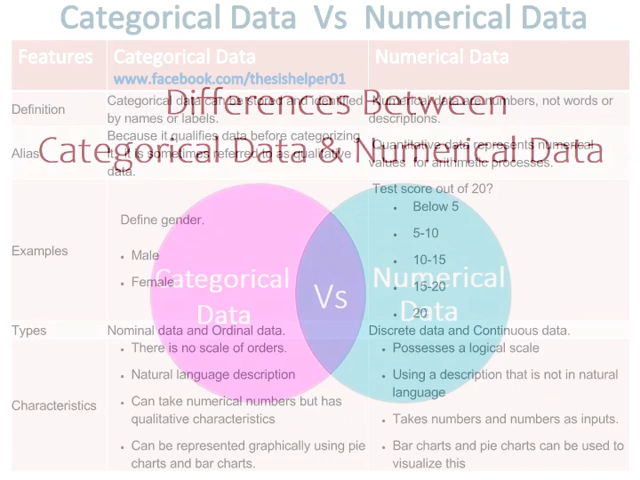 Categorical Data Vs Numerical Data
Features Categorical Data Numerical Data
www.facebook.com/thesishelper01
Differences Between
Categorical Data & Numerical Data
Definition
Categorical data can be stored and identified
by names or labels.
Numerical data are numbers, not words or
descriptions.
Alias
Because it qualifies data before categorizing
it, it is sometimes referred to as qualitative
data.
Quantitative data represents numerical
values for arithmetic processes.
Examples
Define gender.
• Male
• Female
Test score out of 20?
• Below 5
• 5-10
• 10-15
• 15-20
• 20
Categorical
Data
Vs
Numerical
Data
Types
Nominal data and Ordinal data.
Discrete data and Continuous data.
Characteristics
• There is no scale of orders.
• Natural language description
• Can take numerical numbers but has
qualitative characteristics
• Can be represented graphically using pie
charts and bar charts.
• Possesses a logical scale
• Using a description that is not in natural
language
• Takes numbers and numbers as inputs.
• Bar charts and pie charts can be used to
visualize this